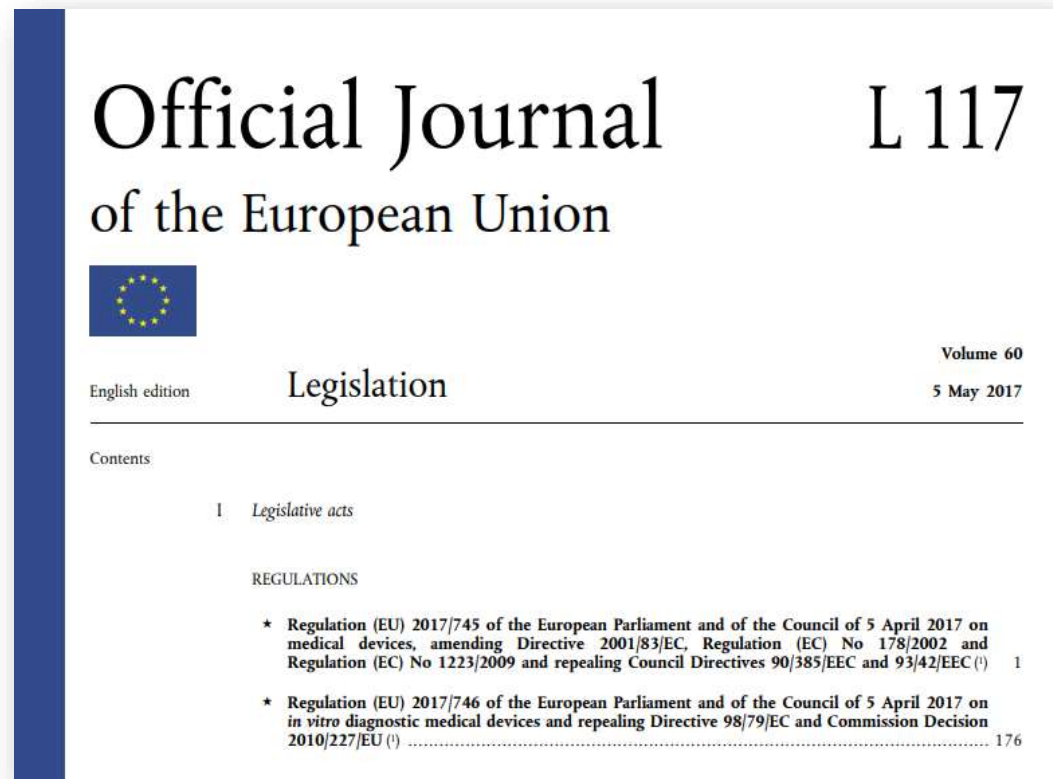 Official Journal L 117
of the European Union
Volume 60
English edition Legislation 5 May 2017
Contents
I Legislative acts
REGULATIONS
★ Regulation (EU) 2017/745 of the European Parliament and of the Council of 5 April 2017 on
medical devices, amending Directive 2001/83/EC, Regulation (EC) No 178/2002 and
Regulation (EC) No 1223/2009 and repealing Council Directives 90/385/EEC and 93/42/EEC (¹) 1
★ Regulation (EU) 2017/746 of the European Parliament and of the Council of 5 April 2017 on
in vitro diagnostic medical devices and repealing Directive 98/79/EC and Commission Decision
2010/227/EU (¹) ........................................................................................................................ 176